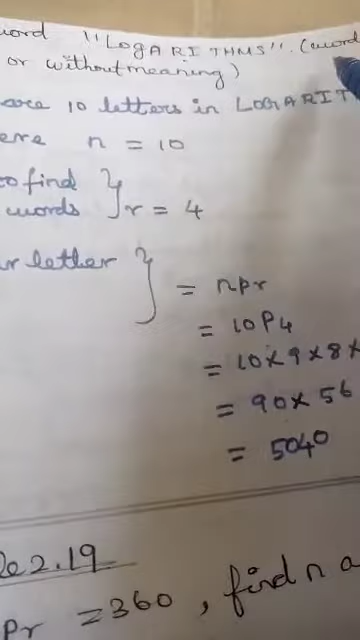 word "LOGARITHMS". (word
or without meaning)
are 10 letters in LOGARIT
ere n = 10
to find
words } r = 4
r letter } = npr
= 10P4
= 10×9×8×
= 90×56
= 5040
le 2.19
Pr = 360, find n a